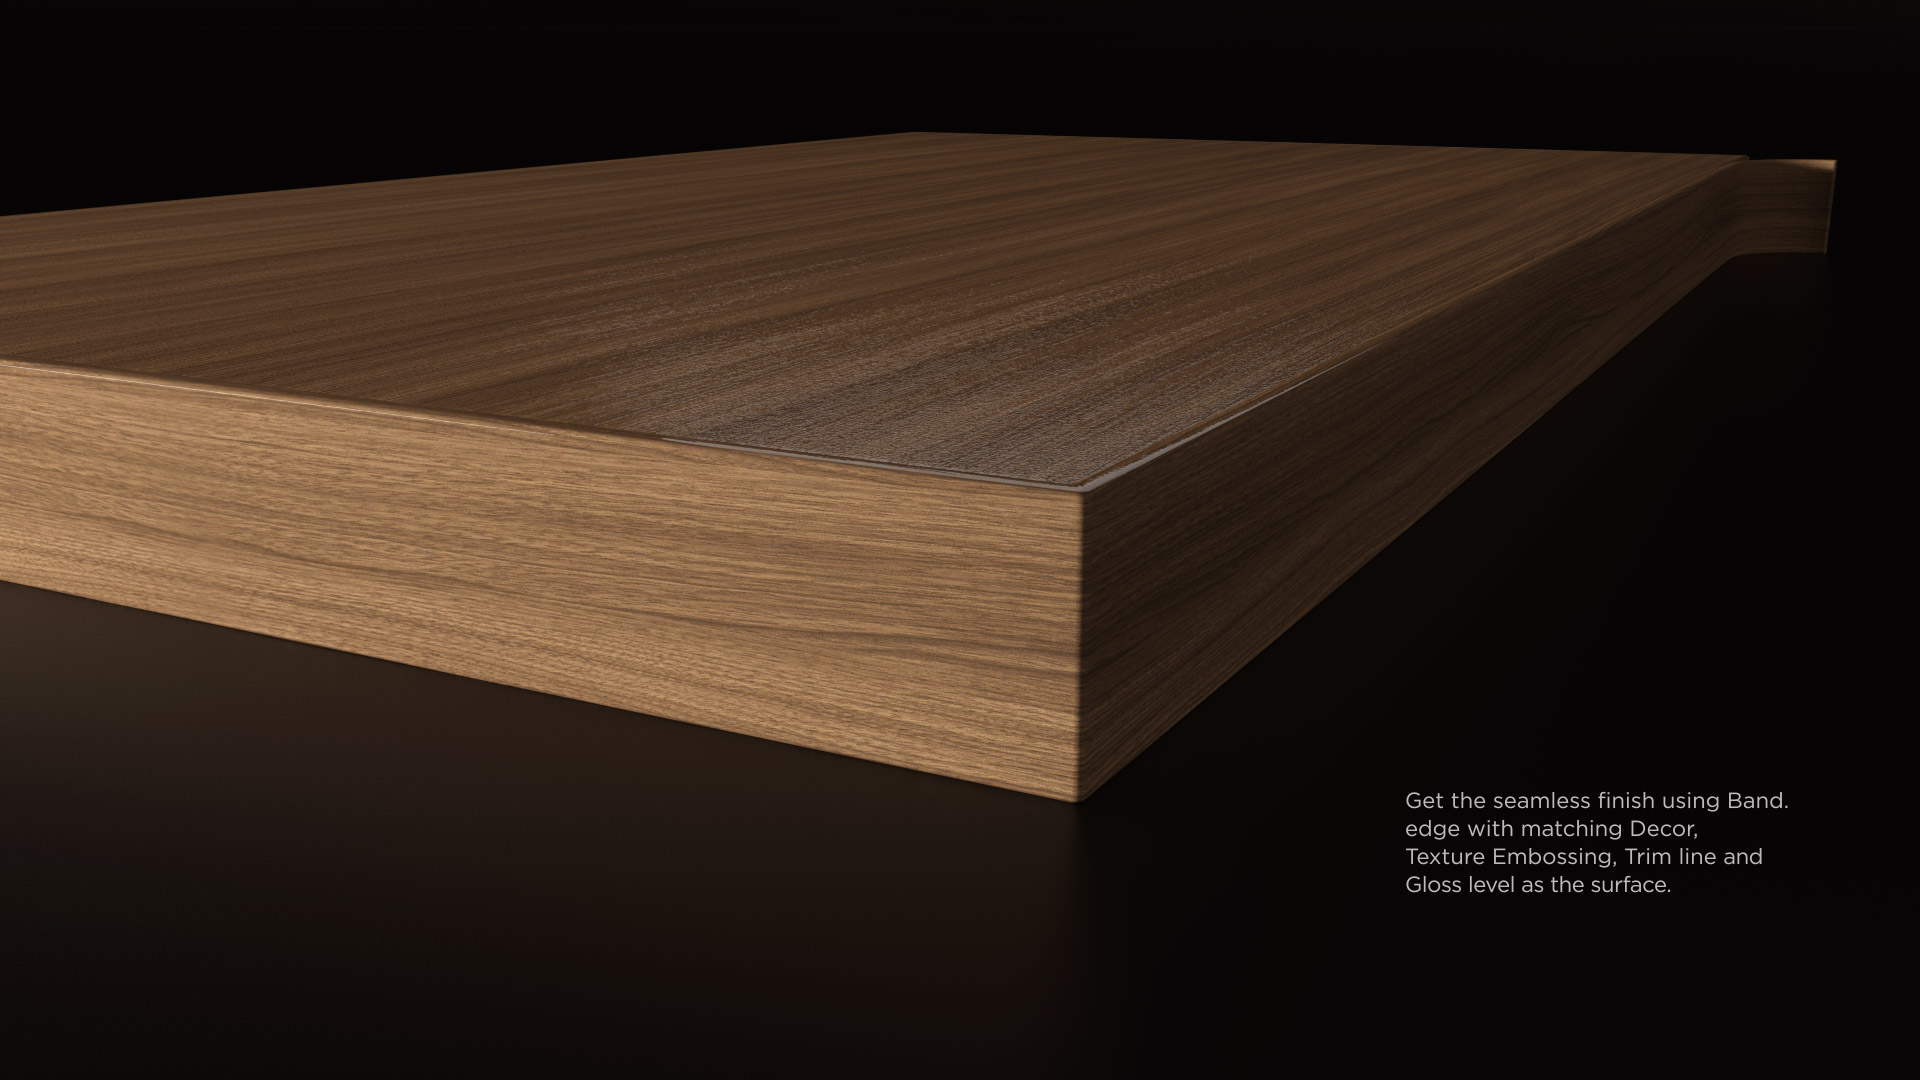 Get the seamless finish using Band.
edge with matching Decor,
Texture Embossing, Trim line and
Gloss level as the surface.